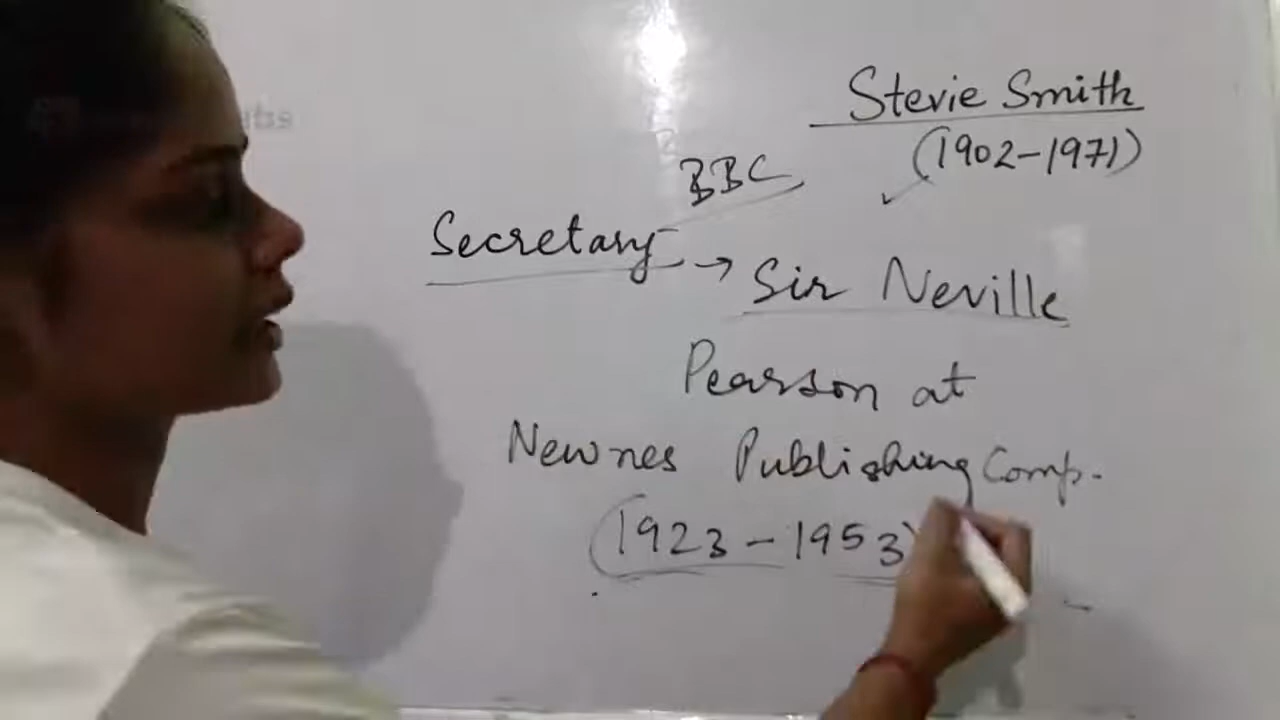 Stevie Smith
(1902-1971)
BBC
Secretary → Sir Neville
Pearson at
Newnes Publishing Comp.
(1923-1953)